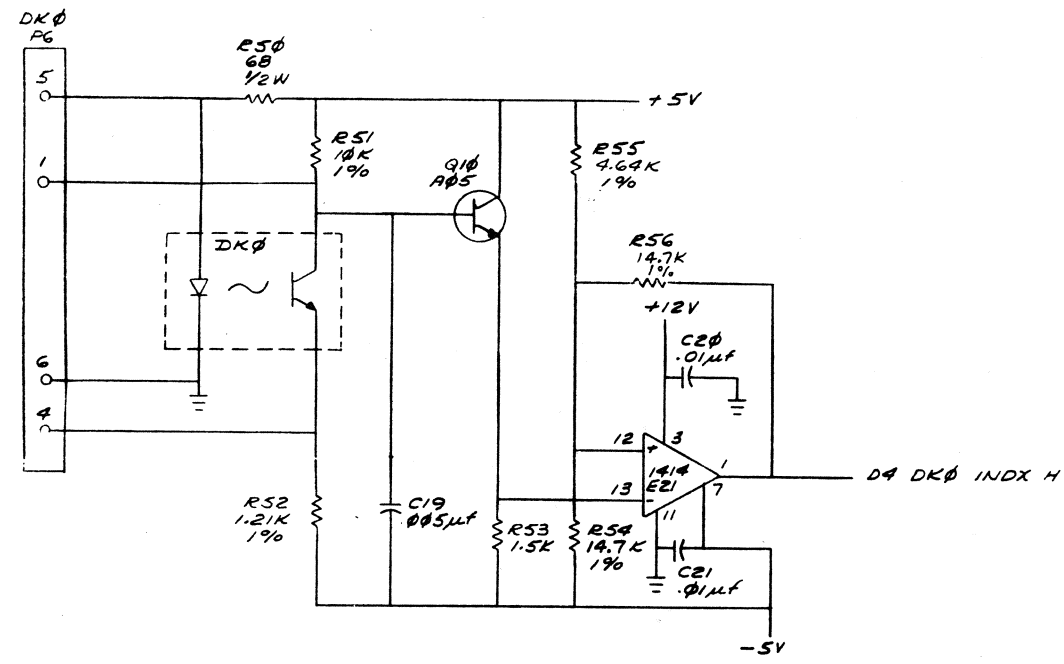 DKØ
P6
5
1
6
4
R5Ø
68
1/2W
R51
1ØK
1%
DKØ
Q1Ø
AØ5
+5V
R55
4.64K
1%
R56
14.7K
1%
+12V
C2Ø
.01µf
12
+
3
1414
E21
13
-
11
1
7
D4 DKØ INDX H
R52
1.21K
1%
C19
.ØØ5µf
R53
1.5K
R54
14.7K
1%
C21
.Ø1µf
-5V